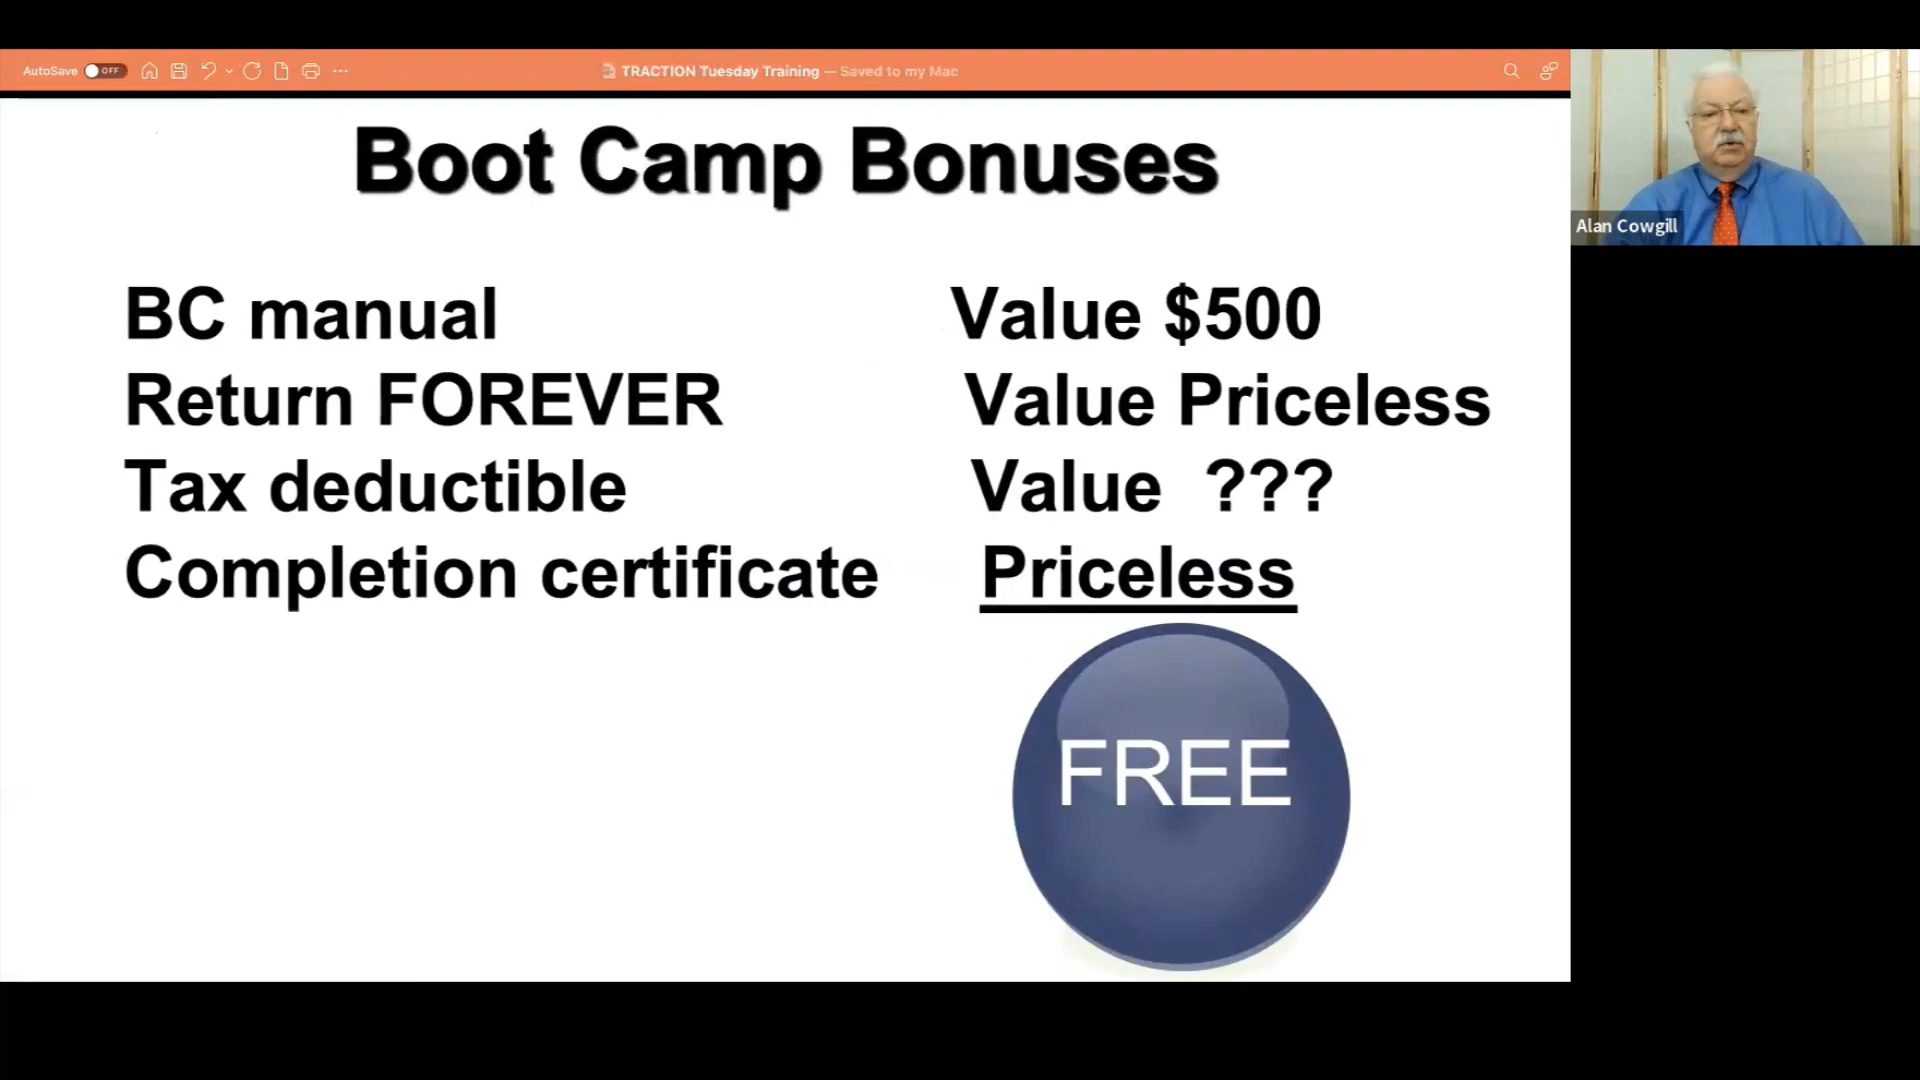 AutoSave OFF TRACTION Tuesday Training — Saved to my Mac
Boot Camp Bonuses
BC manual Value $500
Return FOREVER Value Priceless
Tax deductible Value ???
Completion certificate Priceless
FREE
Alan Cowgill